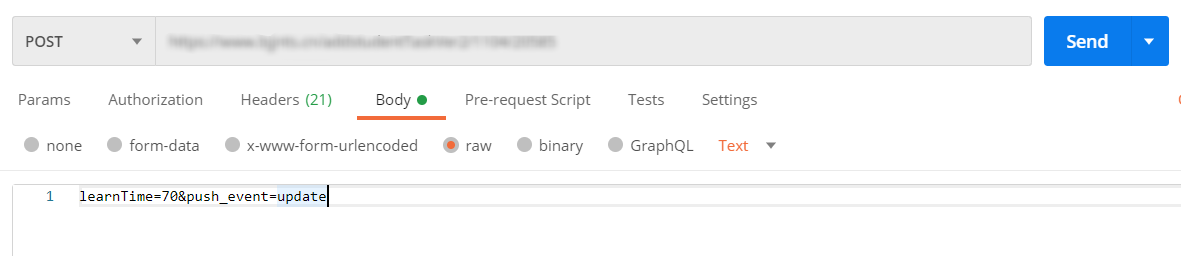 POST
Send
Params Authorization Headers (21) Body Pre-request Script Tests Settings
none form-data x-www-form-urlencoded raw binary GraphQL Text
1 learnTime=70&push_event=update